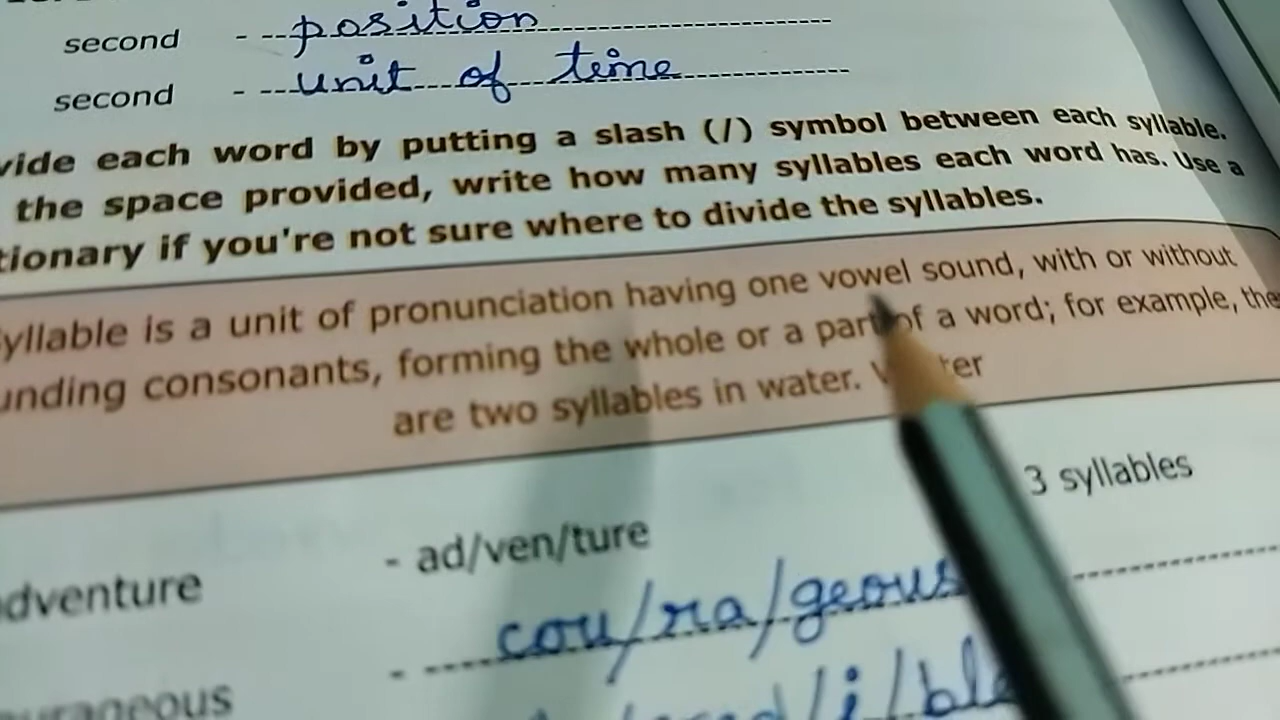 second - position
second - unit of time
vide each word by putting a slash (/) symbol between each syllable.
the space provided, write how many syllables each word has. Use a
tionary if you're not sure where to divide the syllables.
yllable is a unit of pronunciation having one vowel sound, with or without
unding consonants, forming the whole or a part of a word; for example, the
are two syllables in water.
dventure - ad/ven/ture 3 syllables
urageous - cou/ra/geous